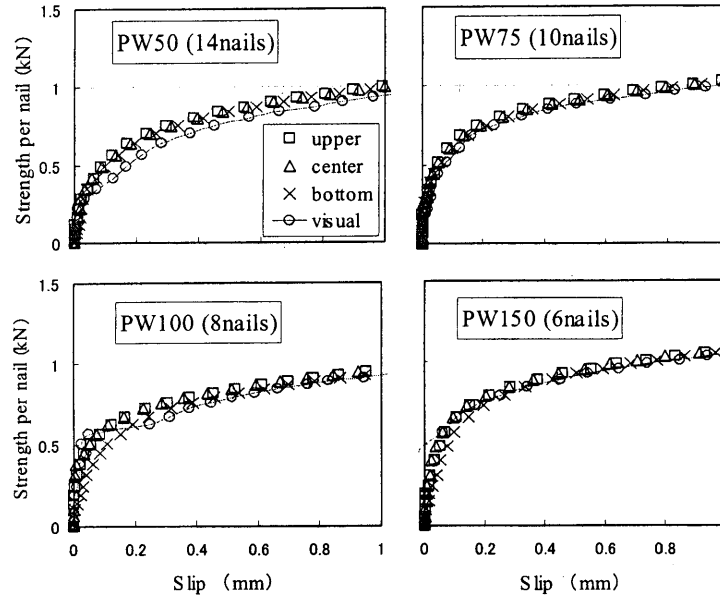 PW50 (14nails)
Strength per nail (kN)
1.5
1
0.5
0
upper
center
bottom
visual
PW75 (10nails)
PW100 (8nails)
Strength per nail (kN)
1.5
1
0.5
0
0 0.2 0.4 0.6 0.8 1
Slip (mm)
PW150 (6nails)
0 0.2 0.4 0.6 0.8
Slip (mm)